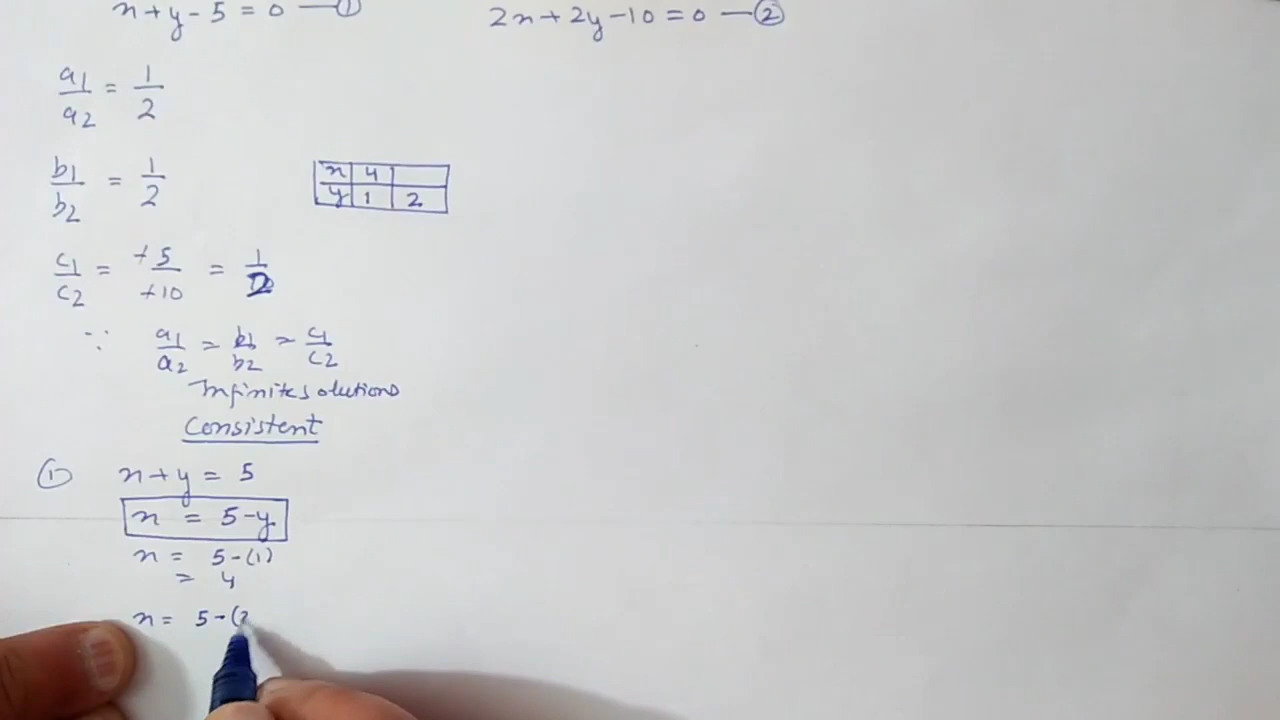 x + y - 5 = 0 — ①
2x + 2y - 10 = 0 — ②
a1/a2 = 1/2
b1/b2 = 1/2
x 4
y 1 2
c1/c2 = +5/+10 = 1/2
∵ a1/a2 = b1/b2 = c1/c2
Infinite solutions
Consistent
① x + y = 5
x = 5 - y
x = 5 - (1)
= 4
x = 5 - (2